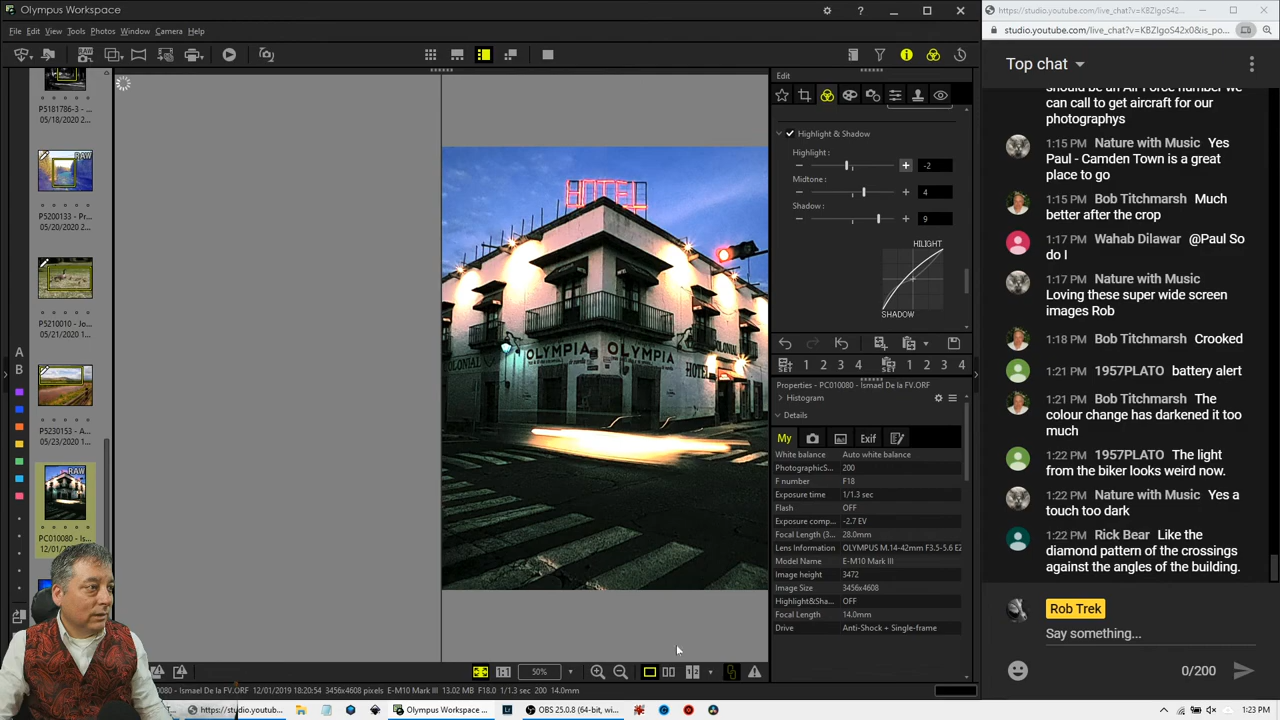 Olympus Workspace
File Edit View Tools Photos Window Camera Help
P5181786-3 - ...
05/18/2020 2...
RAW
P5200133 - Pr...
05/20/2020 2...
P5210010 - Jo...
05/21/2020 1...
P5230153 - A...
05/23/2020 1...
RAW
PC010080 - Is...
12/01/20
A
B
HOTEL
COLONIAL OLYMPIA OLYMPIA HOTEL COLONIAL
50%
1:1
PC010080 - Ismael De la FV.ORF 12/01/2019 18:20:54 3456x4608 pixels E-M10 Mark III 13.02 MB F18.0 1/1.3 sec 200 14.0mm
Edit
Highlight & Shadow
Highlight :
-2
Midtone :
4
Shadow :
9
HILIGHT
SHADOW
1 2 3 4 1 2 3 4
Properties - PC010080 - Ismael De la FV.ORF
Histogram
Details
My Exif
White balance Auto white balance
PhotographicS... 200
F number F18
Exposure time 1/1.3 sec
Flash OFF
Exposure comp... -2.7 EV
Focal Length (3... 28.0mm
Lens Information OLYMPUS M.14-42mm F3.5-5.6 EZ
Model Name E-M10 Mark III
Image height 3472
Image Size 3456x4608
Highlight&Sha... OFF
Focal Length 14.0mm
Drive Anti-Shock + Single-frame
https://studio.youtube.com/live_chat?v=KBZIgoS42...
studio.youtube.com/live_chat?v=KBZIgoS42x0&is_po...
Top chat
should be an Air Force number we
can call to get aircraft for our
photographys
1:15 PM Nature with Music Yes
Paul - Camden Town is a great
place to go
1:15 PM Bob Titchmarsh Much
better after the crop
1:17 PM Wahab Dilawar @Paul So
do I
1:17 PM Nature with Music
Loving these super wide screen
images Rob
1:18 PM Bob Titchmarsh Crooked
1:21 PM 1957PLATO battery alert
1:21 PM Bob Titchmarsh The
colour change has darkened it too
much
1:22 PM 1957PLATO The light
from the biker looks weird now.
1:22 PM Nature with Music Yes a
touch too dark
1:22 PM Rick Bear Like the
diamond pattern of the crossings
against the angles of the building.
Rob Trek
Say something...
0/200
https://studio.youtub...
Olympus Workspace ...
OBS 25.0.8 (64-bit, wi...
1:23 PM